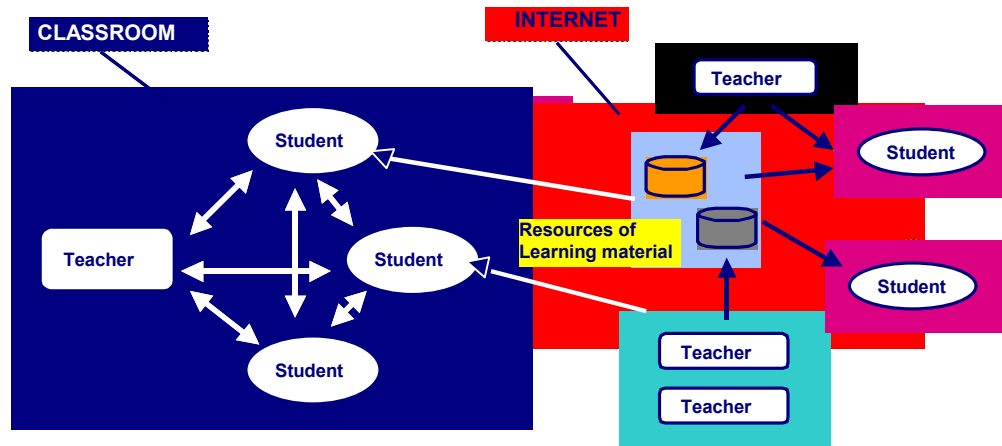 CLASSROOM
INTERNET
Teacher
Student
Student
Resources of
Learning material
Teacher
Student
Student
Student
Teacher
Teacher